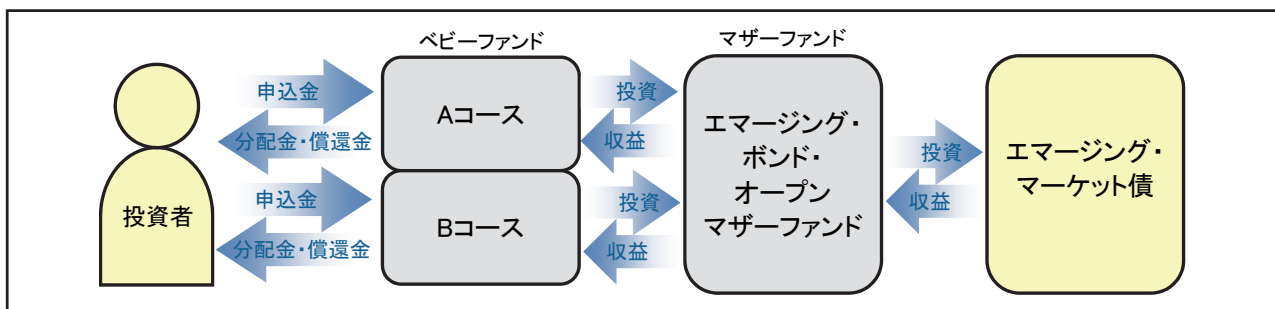 ベビーファンド
マザーファンド
申込金
分配金・償還金
申込金
分配金・償還金
投資者
Aコース
Bコース
投資
収益
投資
収益
エマージング・
ボンド・
オープン
マザーファンド
投資
収益
エマージング・
マーケット債